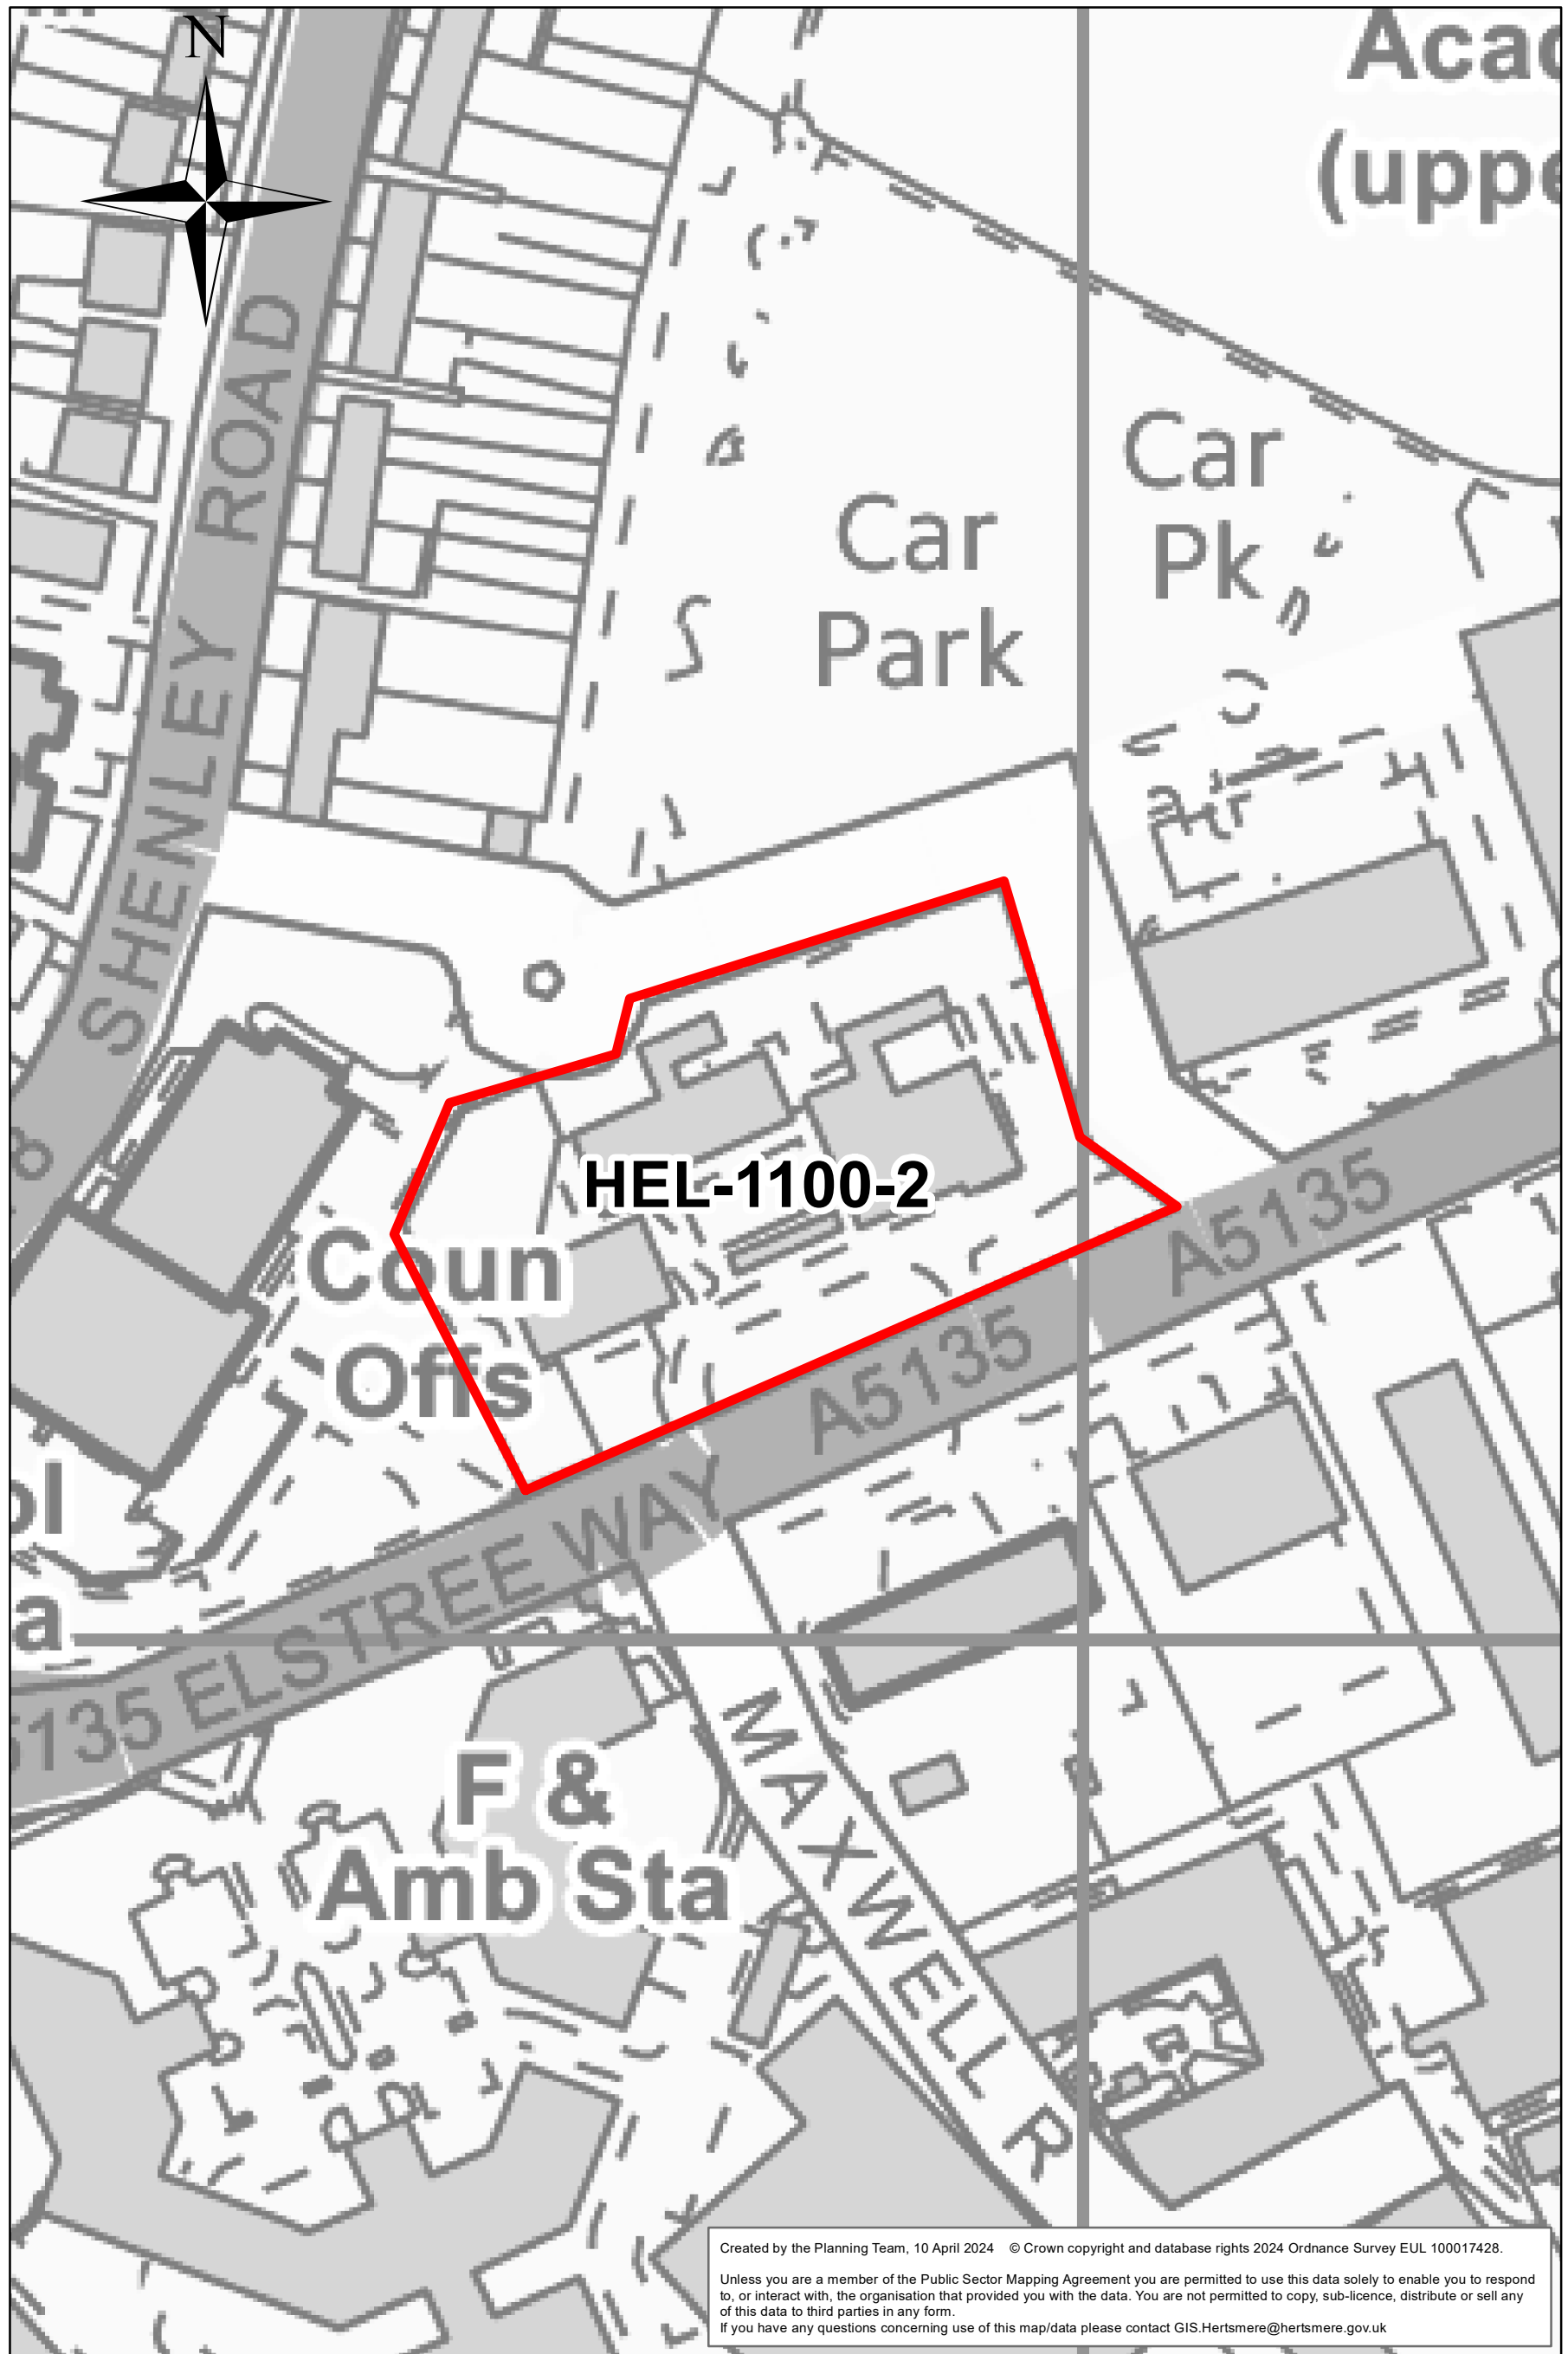 N
Acad
(uppe
SHENLEY ROAD
Car
Park
Car
Pk
HEL-1100-2
Coun
Offs
A5135
A5135
ol
a
5135 ELSTREE WAY
MAXWELL R
F &
Amb Sta
Created by the Planning Team, 10 April 2024 © Crown copyright and database rights 2024 Ordnance Survey EUL 100017428.
Unless you are a member of the Public Sector Mapping Agreement you are permitted to use this data solely to enable you to respond
to, or interact with, the organisation that provided you with the data. You are not permitted to copy, sub-licence, distribute or sell any
of this data to third parties in any form.
If you have any questions concerning use of this map/data please contact GIS.Hertsmere@hertsmere.gov.uk